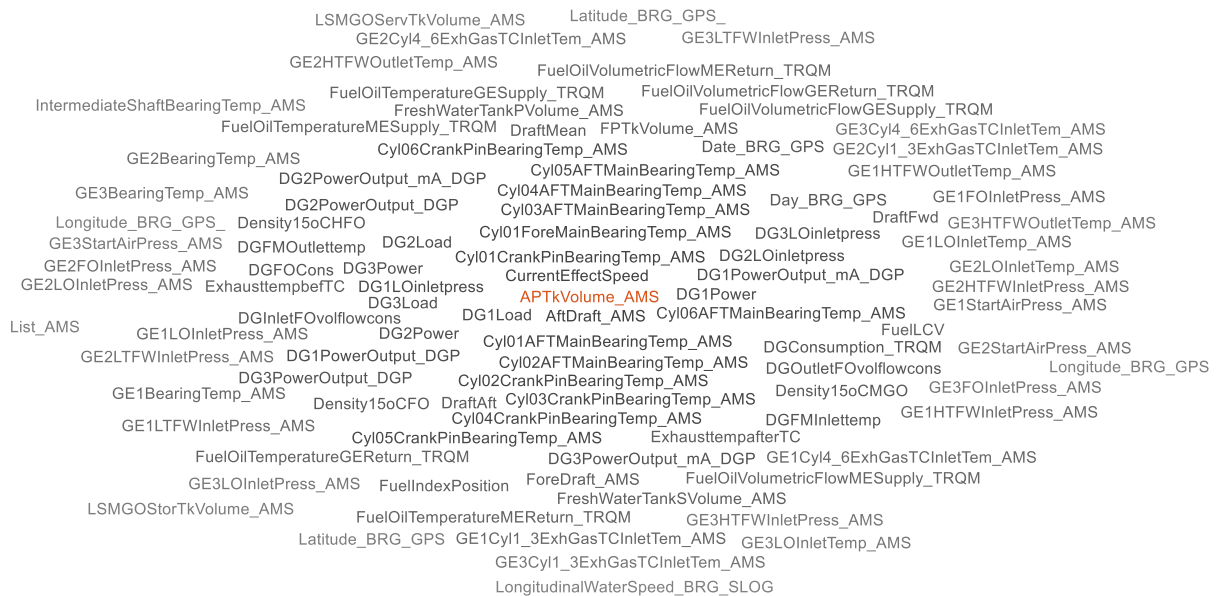 LSMGOServTkVolume_AMS
Latitude_BRG_GPS_
GE2Cyl4_6ExhGasTCInletTem_AMS
GE3LTFWInletPress_AMS
GE2HTFWOutletTemp_AMS
FuelOilVolumetricFlowMEReturn_TRQM
FuelOilTemperatureGESupply_TRQM
FuelOilVolumetricFlowGEReturn_TRQM
IntermediateShaftBearingTemp_AMS
FreshWaterTankPVolume_AMS
FuelOilVolumetricFlowGESupply_TRQM
FuelOilTemperatureMESupply_TRQM
DraftMean
FPTkVolume_AMS
GE3Cyl4_6ExhGasTCInletTem_AMS
Cyl06CrankPinBearingTemp_AMS
Date_BRG_GPS
GE2Cyl1_3ExhGasTCInletTem_AMS
GE2BearingTemp_AMS
Cyl05AFTMainBearingTemp_AMS
GE1HTFWOutletTemp_AMS
DG2PowerOutput_mA_DGP
Cyl04AFTMainBearingTemp_AMS
GE3BearingTemp_AMS
Day_BRG_GPS
GE1FOInletPress_AMS
DG2PowerOutput_DGP
Cyl03AFTMainBearingTemp_AMS
DraftFwd
Longitude_BRG_GPS_
Density15oCHFO
GE3HTFWOutletTemp_AMS
Cyl01ForeMainBearingTemp_AMS
DG3LOinletpress
GE3StartAirPress_AMS
DGFMOutlettemp
DG2Load
GE1LOInletTemp_AMS
Cyl01CrankPinBearingTemp_AMS
DG2LOinletpress
GE2FOInletPress_AMS
DGFOCons
DG3Power
GE2LOInletTemp_AMS
CurrentEffectSpeed
DG1PowerOutput_mA_DGP
GE2LOInletPress_AMS
ExhausttempbefTC
DG1LOinletpress
GE2HTFWInletPress_AMS
APTkVolume_AMS
DG1Power
DG3Load
GE1StartAirPress_AMS
DGInletFOvolflowcons
DG1Load
AftDraft_AMS
Cyl06AFTMainBearingTemp_AMS
List_AMS
GE1LOInletPress_AMS
DG2Power
FuelLCV
Cyl01AFTMainBearingTemp_AMS
DGConsumption_TRQM
GE2StartAirPress_AMS
GE2LTFWInletPress_AMS
DG1PowerOutput_DGP
Cyl02AFTMainBearingTemp_AMS
DGOutletFOvolflowcons
Longitude_BRG_GPS
DG3PowerOutput_DGP
Cyl02CrankPinBearingTemp_AMS
GE1BearingTemp_AMS
Density15oCMGO
GE3FOInletPress_AMS
Density15oCFO
DraftAft
Cyl03CrankPinBearingTemp_AMS
GE1HTFWInletPress_AMS
GE1LTFWInletPress_AMS
Cyl04CrankPinBearingTemp_AMS
DGFMInlettemp
Cyl05CrankPinBearingTemp_AMS
ExhausttempafterTC
FuelOilTemperatureGEReturn_TRQM
DG3PowerOutput_mA_DGP
GE1Cyl4_6ExhGasTCInletTem_AMS
GE3LOInletPress_AMS
FuelIndexPosition
ForeDraft_AMS
FuelOilVolumetricFlowMESupply_TRQM
FreshWaterTankSVolume_AMS
LSMGOStorTkVolume_AMS
FuelOilTemperatureMEReturn_TRQM
GE3HTFWInletPress_AMS
Latitude_BRG_GPS
GE1Cyl1_3ExhGasTCInletTem_AMS
GE3LOInletTemp_AMS
GE3Cyl1_3ExhGasTCInletTem_AMS
LongitudinalWaterSpeed_BRG_SLOG